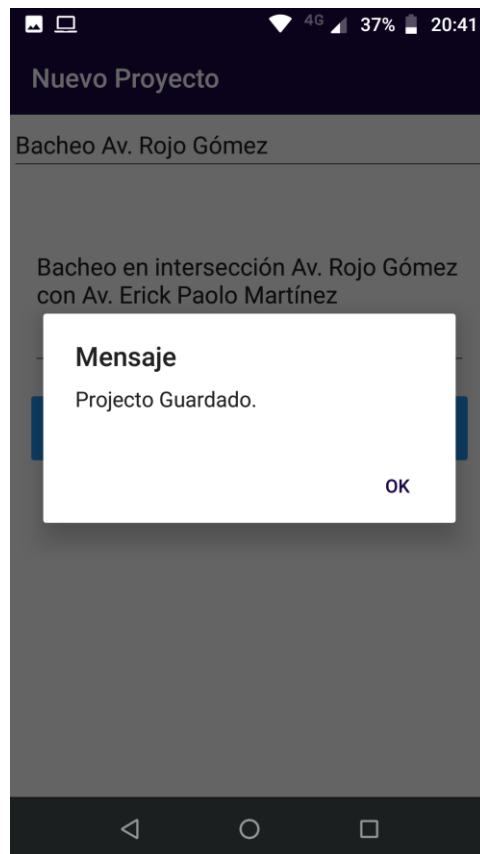 4G 37% 20:41
Nuevo Proyecto
Bacheo Av. Rojo Gómez
Bacheo en intersección Av. Rojo Gómez
con Av. Erick Paolo Martínez
Mensaje
Projecto Guardado.
OK